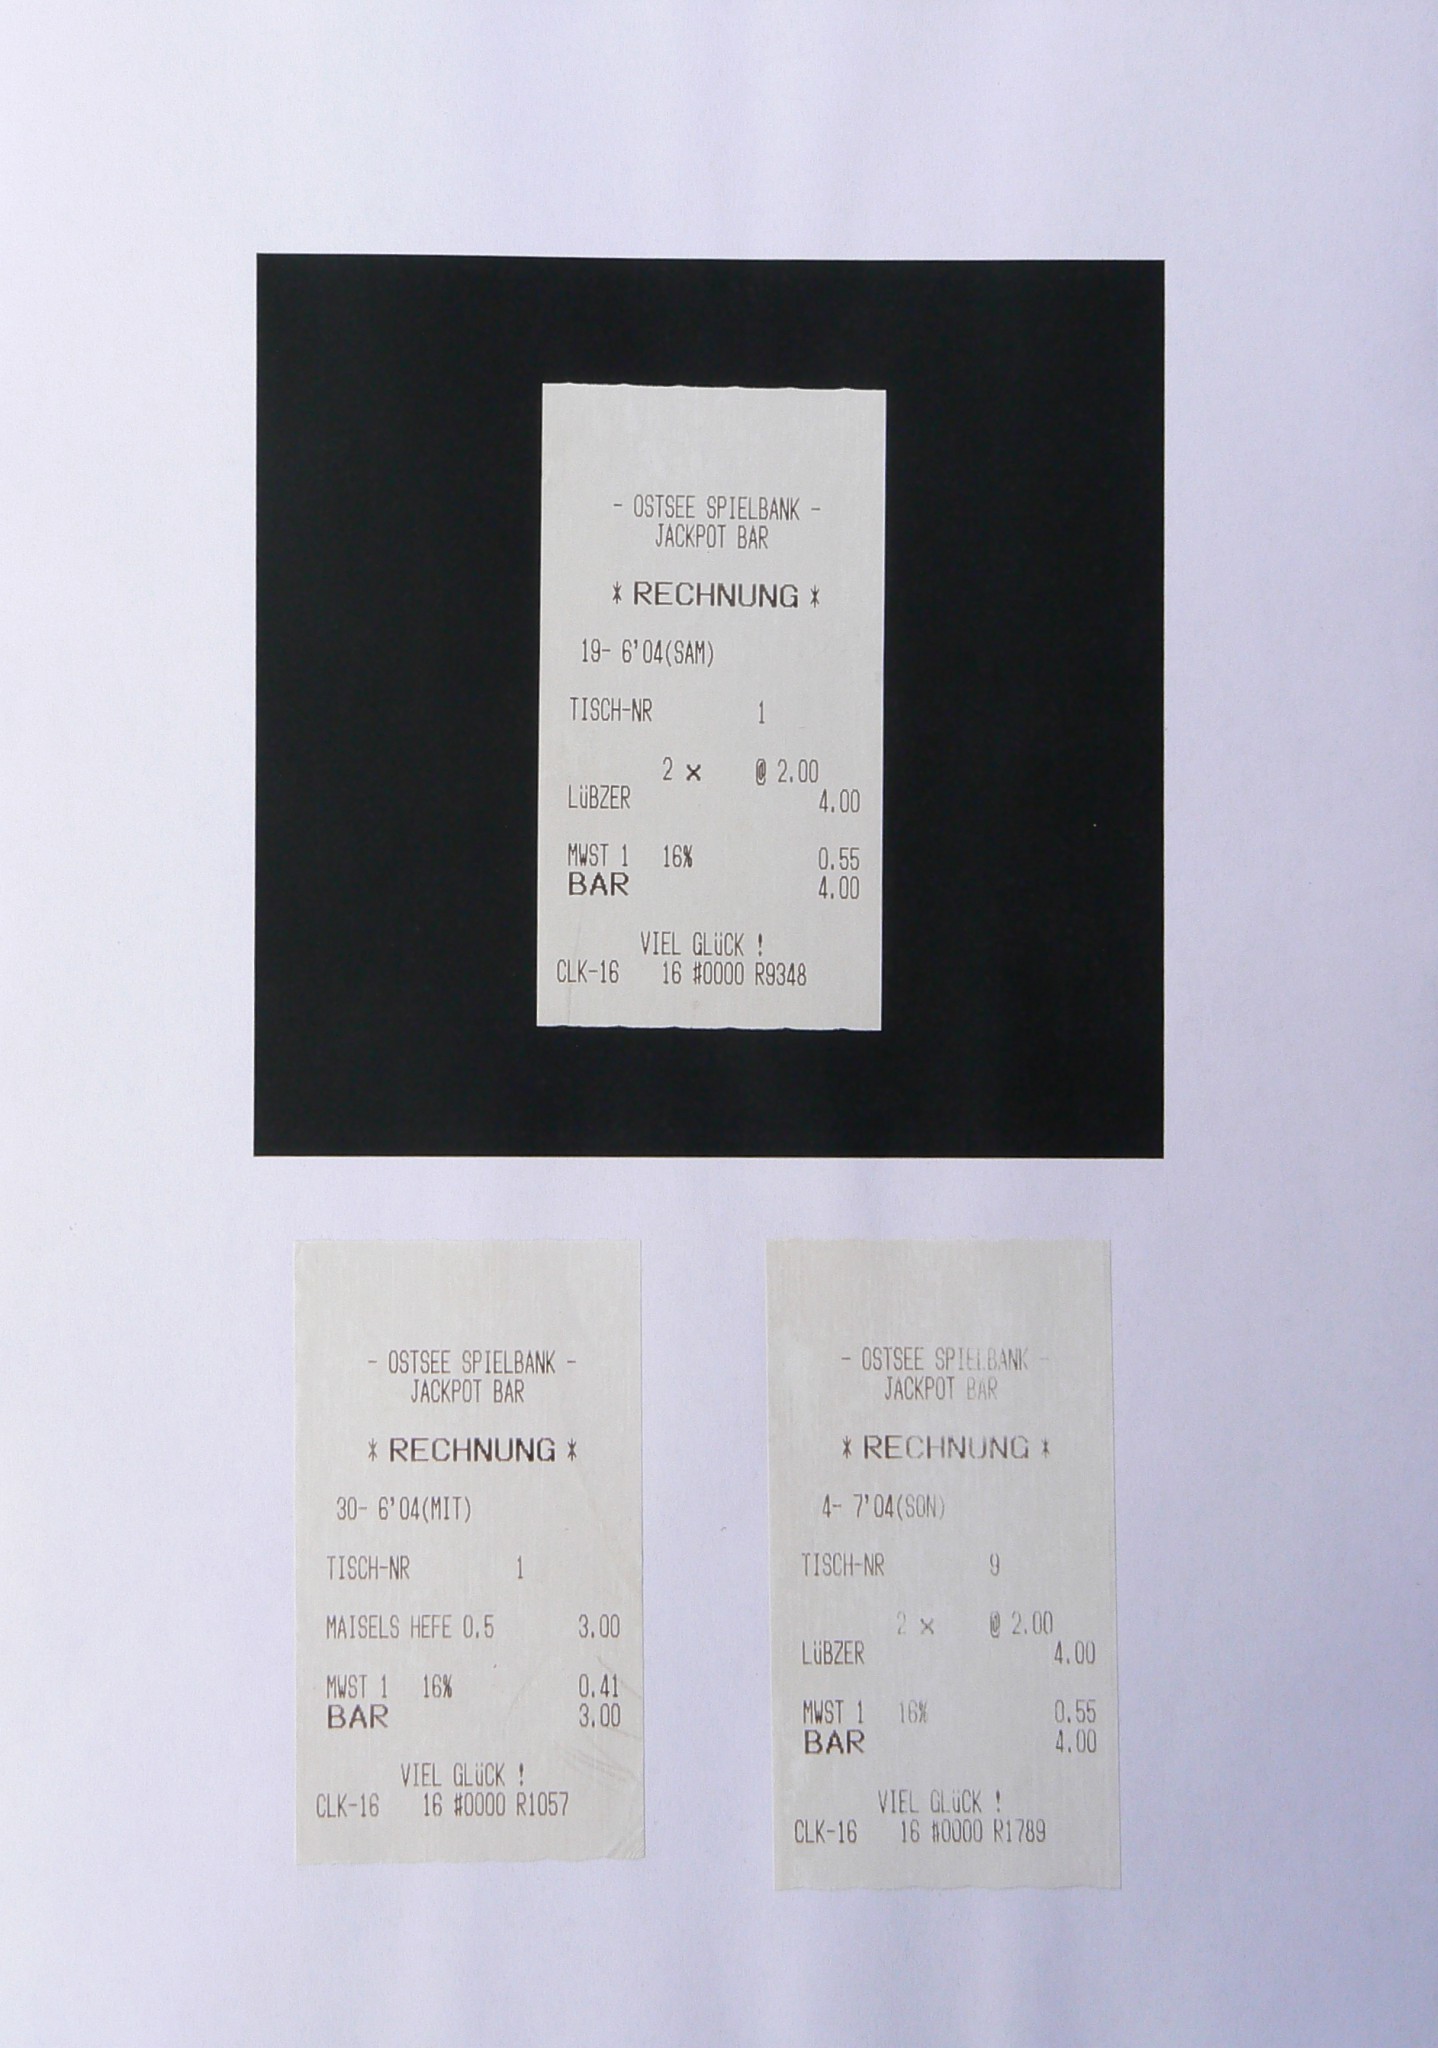 - OSTSEE SPIELBANK -
JACKPOT BAR
* RECHNUNG *
19- 6'04(SAM)
TISCH-NR 1
2 x @ 2.00
LüBZER 4.00
MWST 1 16% 0.55
BAR 4.00
VIEL GLüCK !
CLK-16 16 #0000 R9348
- OSTSEE SPIELBANK -
JACKPOT BAR
* RECHNUNG *
30- 6'04(MIT)
TISCH-NR 1
MAISELS HEFE 0.5 3.00
MWST 1 16% 0.41
BAR 3.00
VIEL GLüCK !
CLK-16 16 #0000 R1057
- OSTSEE SPIELBANK -
JACKPOT BAR
* RECHNUNG *
4- 7'04(SON)
TISCH-NR 9
2 x @ 2.00
LüBZER 4.00
MWST 1 16% 0.55
BAR 4.00
VIEL GLüCK !
CLK-16 16 #0000 R1789